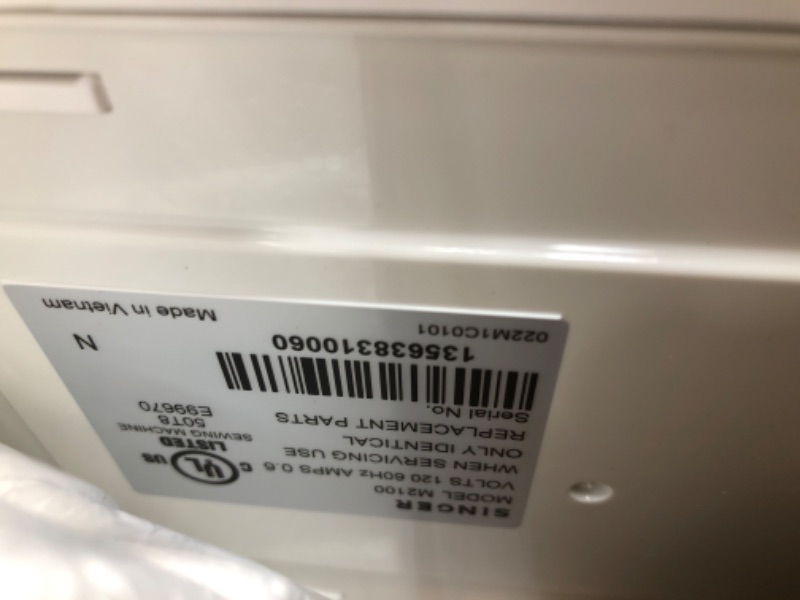 SINGER
MODEL M2100
VOLTS 120 60Hz AMPS 0.6
WHEN SERVICING USE
ONLY IDENTICAL
REPLACEMENT PARTS
Serial No.
135638310060
022M1C0101
C UL US
LISTED
SEWING MACHINE
50T8
E99670
N
Made in Vietnam